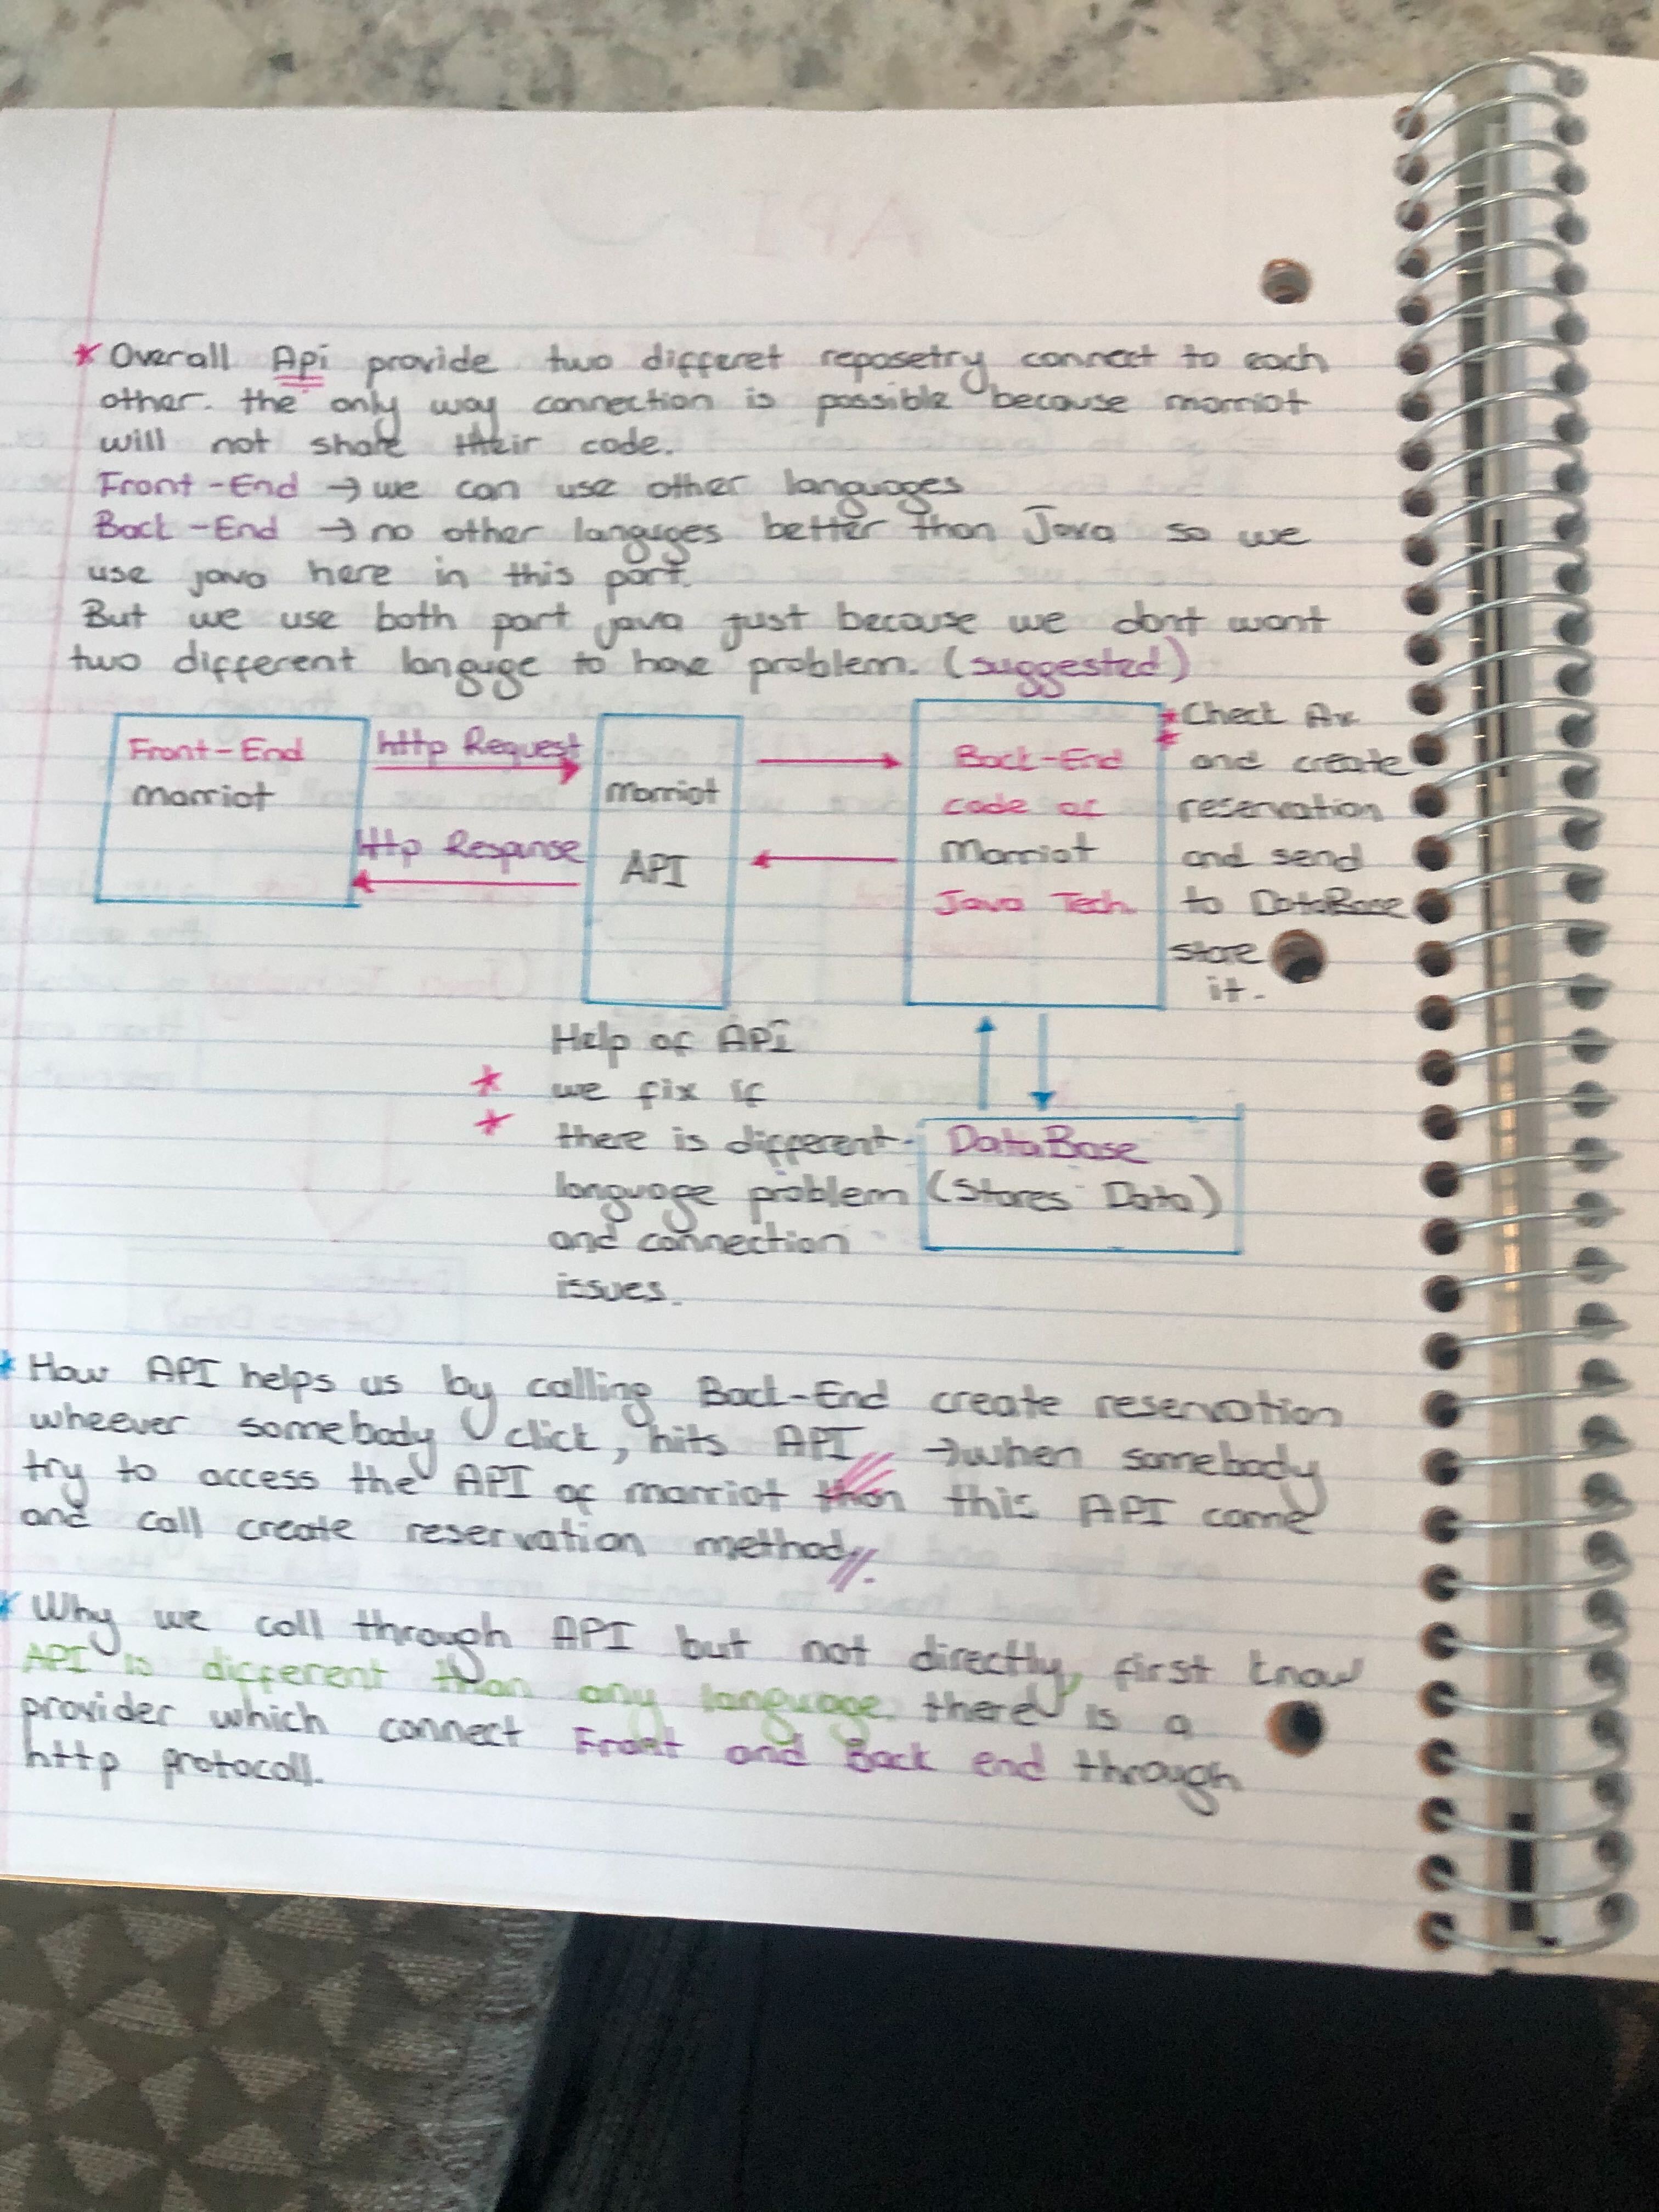 * Overall Api provide two differet reposetry connect to each
other. the only way connection is possible because marriot
will not share their code.
Front-End → we can use other languages
Back-End → no other languges better than Java so we
use java here in this part.
But we use both part java just because we dont want
two different languge to have problem. (suggested)
Front-End
marriot
http Request
Http Response
marriot
API
Back-End
code of
Marriot
Java Tech.
* Check Av.
* and create
reservation
and send
to DataBase
store
it.
Help of API
* we fix if
* there is different
language problem
and connection
issues.
DataBase
(Stores Data)
* How API helps us by calling Back-End create reservation
wheever somebody click, hits API → when somebody
try to access the API of marriot than this API come
and call create reservation method.
* Why we call through API but not directly, first know
API is different than any language. there is a
provider which connect Front and Back end through
http protocoll.